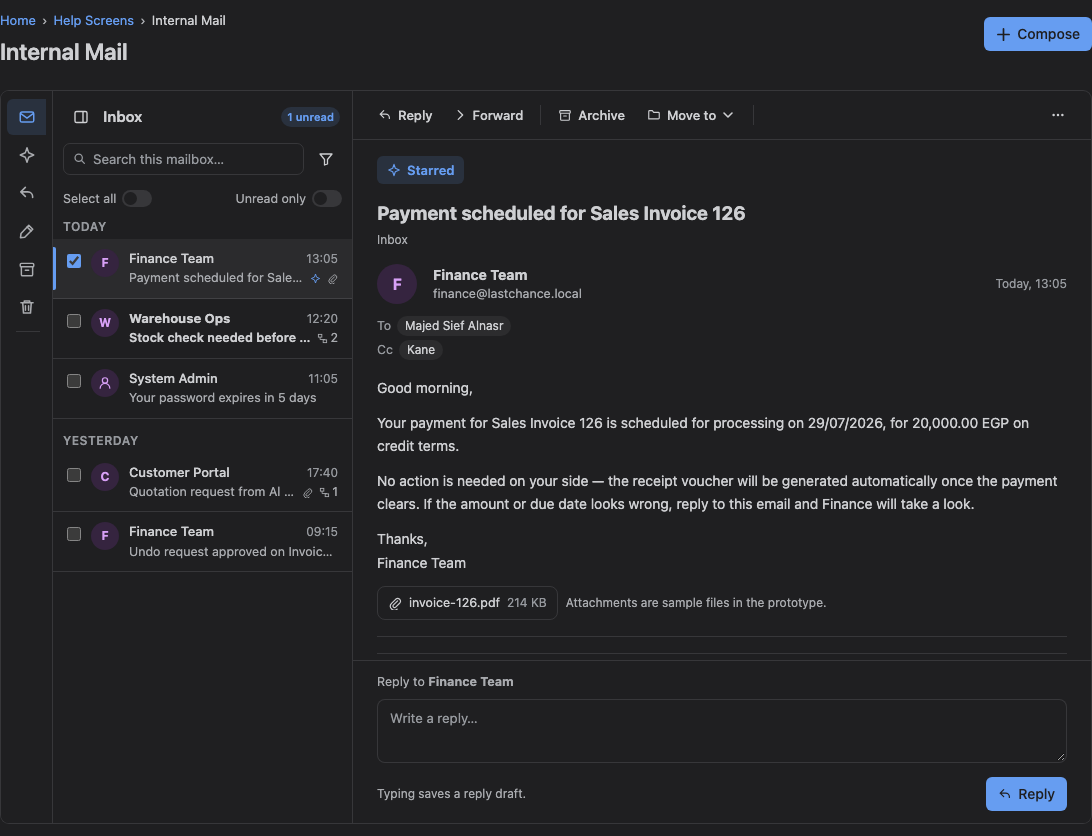 Home › Help Screens › Internal Mail
Internal Mail
Compose
Inbox
1 unread
Search this mailbox...
Select all
Unread only
TODAY
F
Finance Team
13:05
Payment scheduled for Sale...
W
Warehouse Ops
12:20
Stock check needed before ...
2
System Admin
11:05
Your password expires in 5 days
YESTERDAY
C
Customer Portal
17:40
Quotation request from Al ...
1
F
Finance Team
09:15
Undo request approved on Invoic...
Reply
Forward
Archive
Move to
Starred
Payment scheduled for Sales Invoice 126
Inbox
F
Finance Team
finance@lastchance.local
Today, 13:05
To Majed Sief Alnasr
Cc Kane
Good morning,
Your payment for Sales Invoice 126 is scheduled for processing on 29/07/2026, for 20,000.00 EGP on
credit terms.
No action is needed on your side — the receipt voucher will be generated automatically once the payment
clears. If the amount or due date looks wrong, reply to this email and Finance will take a look.
Thanks,
Finance Team
invoice-126.pdf 214 KB
Attachments are sample files in the prototype.
Reply to Finance Team
Write a reply...
Typing saves a reply draft.
Reply